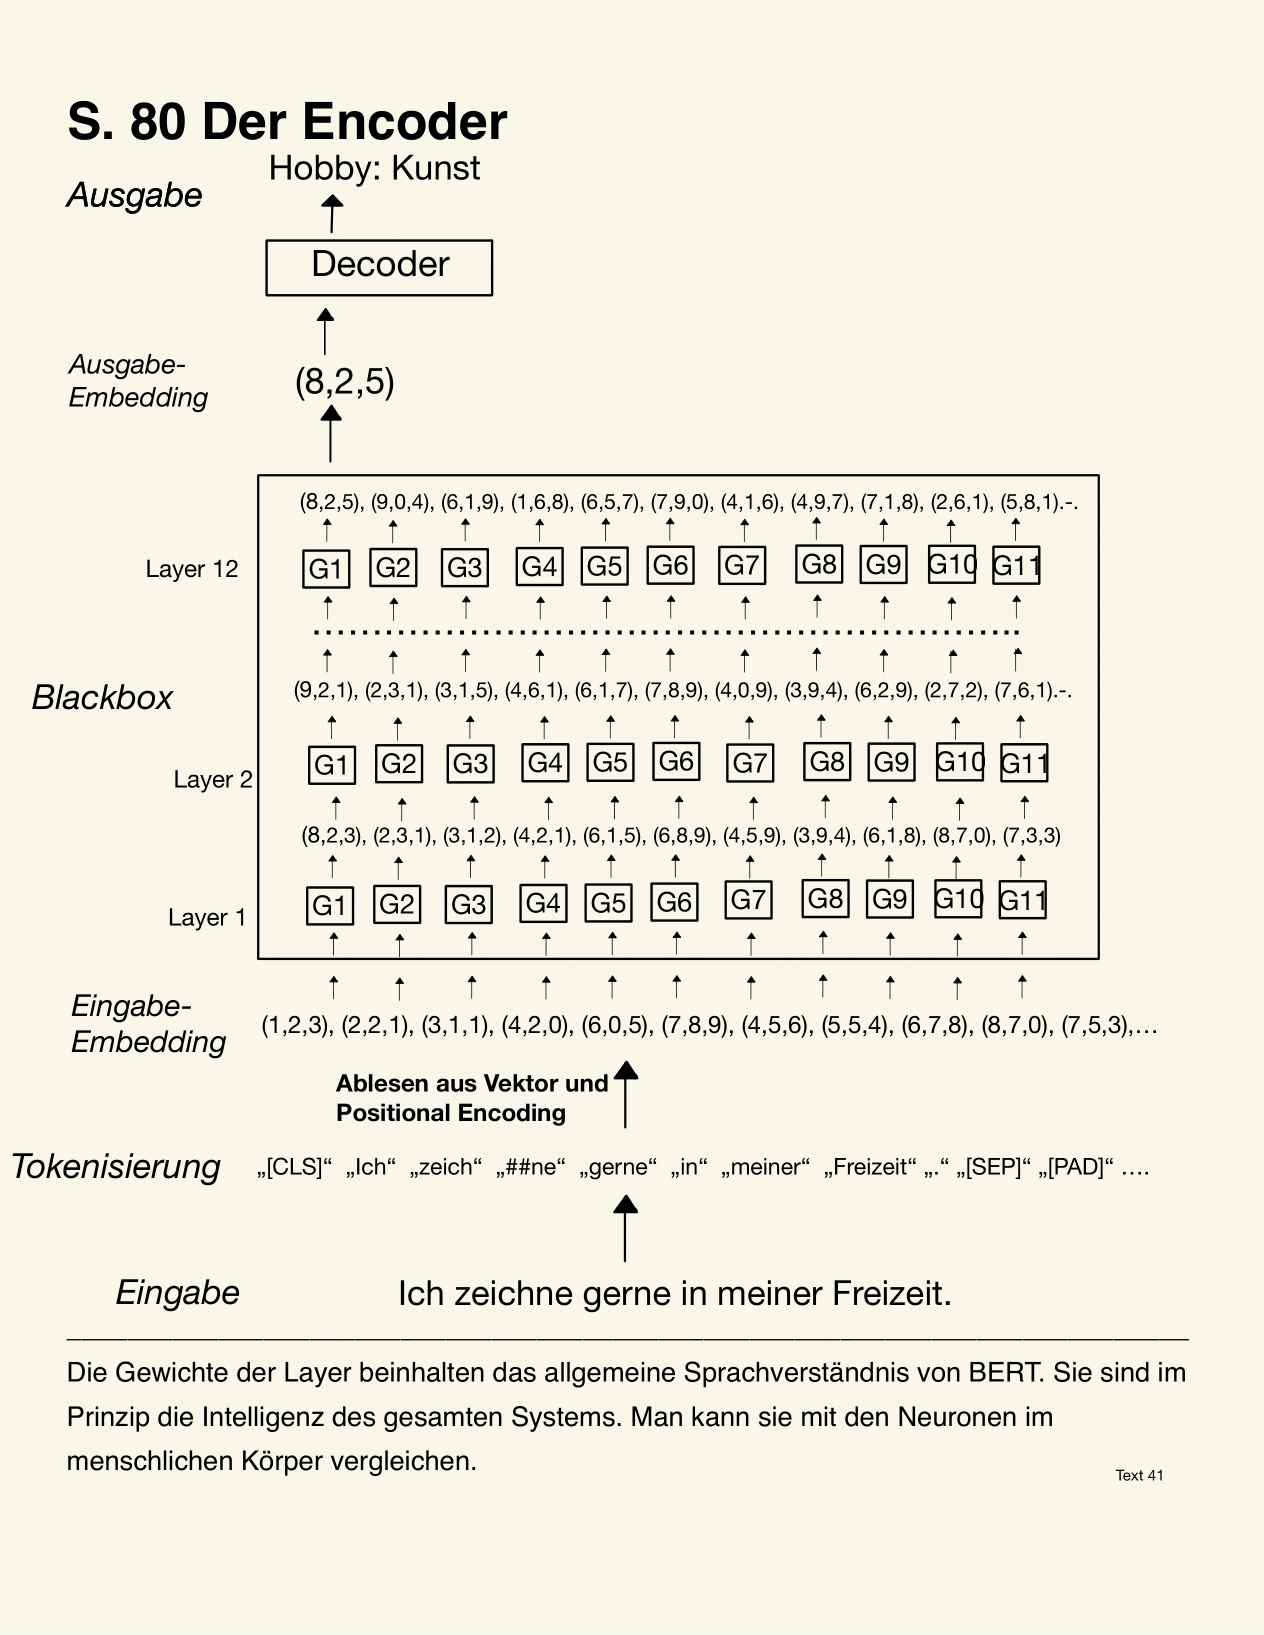 S. 80 Der Encoder
Hobby: Kunst
Ausgabe
Decoder
Ausgabe-
Embedding
(8,2,5)
(8,2,5), (9,0,4), (6,1,9), (1,6,8), (6,5,7), (7,9,0), (4,1,6), (4,9,7), (7,1,8), (2,6,1), (5,8,1).-.
Layer 12 G1 G2 G3 G4 G5 G6 G7 G8 G9 G10 G11
Blackbox (9,2,1), (2,3,1), (3,1,5), (4,6,1), (6,1,7), (7,8,9), (4,0,9), (3,9,4), (6,2,9), (2,7,2), (7,6,1).-.
Layer 2 G1 G2 G3 G4 G5 G6 G7 G8 G9 G10 G11
(8,2,3), (2,3,1), (3,1,2), (4,2,1), (6,1,5), (6,8,9), (4,5,9), (3,9,4), (6,1,8), (8,7,0), (7,3,3)
Layer 1 G1 G2 G3 G4 G5 G6 G7 G8 G9 G10 G11
Eingabe-
Embedding
(1,2,3), (2,2,1), (3,1,1), (4,2,0), (6,0,5), (7,8,9), (4,5,6), (5,5,4), (6,7,8), (8,7,0), (7,5,3),…
Ablesen aus Vektor und
Positional Encoding
Tokenisierung „[CLS]“ „Ich“ „zeich“ „##ne“ „gerne“ „in“ „meiner“ „Freizeit“ „.“ „[SEP]“ „[PAD]“ ….
Eingabe Ich zeichne gerne in meiner Freizeit.
Die Gewichte der Layer beinhalten das allgemeine Sprachverständnis von BERT. Sie sind im
Prinzip die Intelligenz des gesamten Systems. Man kann sie mit den Neuronen im
menschlichen Körper vergleichen.
Text 41